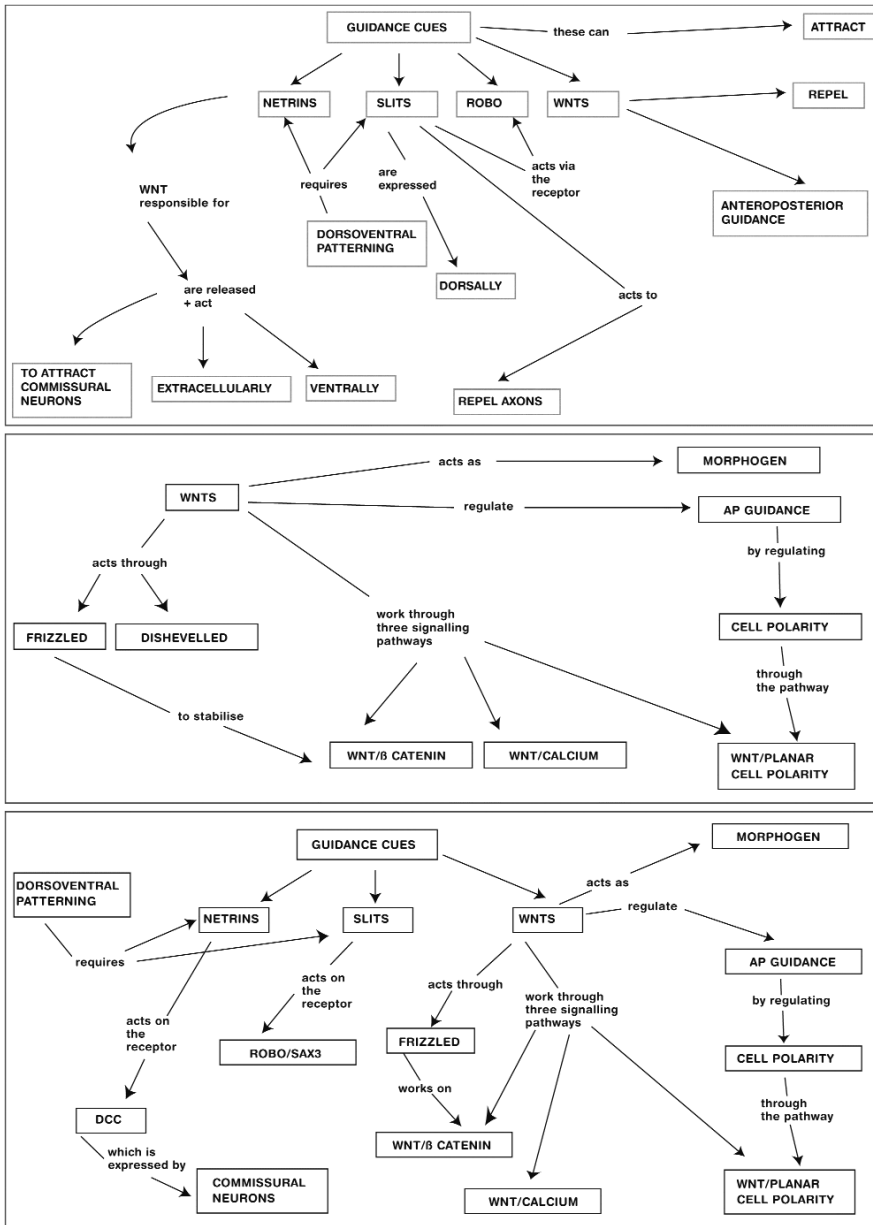 GUIDANCE CUES
these can
ATTRACT
NETRINS
SLITS
ROBO
WNTS
REPEL
WNT
responsible for
requires
are
expressed
acts via
the
receptor
ANTEROPOSTERIOR
GUIDANCE
DORSOVENTRAL
PATTERNING
DORSALLY
are released
+ act
acts to
TO ATTRACT
COMMISSURAL
NEURONS
EXTRACELLULARLY
VENTRALLY
REPEL AXONS
acts as
MORPHOGEN
WNTS
regulate
AP GUIDANCE
acts through
by regulating
FRIZZLED
DISHEVELLED
work through
three signalling
pathways
CELL POLARITY
through
the pathway
to stabilise
WNT/ß CATENIN
WNT/CALCIUM
WNT/PLANAR
CELL POLARITY
GUIDANCE CUES
MORPHOGEN
DORSOVENTRAL
PATTERNING
acts as
NETRINS
SLITS
WNTS
regulate
requires
AP GUIDANCE
acts on
the
receptor
acts through
work through
three signalling
pathways
by regulating
acts on
the
receptor
ROBO/SAX3
FRIZZLED
CELL POLARITY
works on
through
the pathway
DCC
WNT/ß CATENIN
which is
expressed by
COMMISSURAL
NEURONS
WNT/CALCIUM
WNT/PLANAR
CELL POLARITY